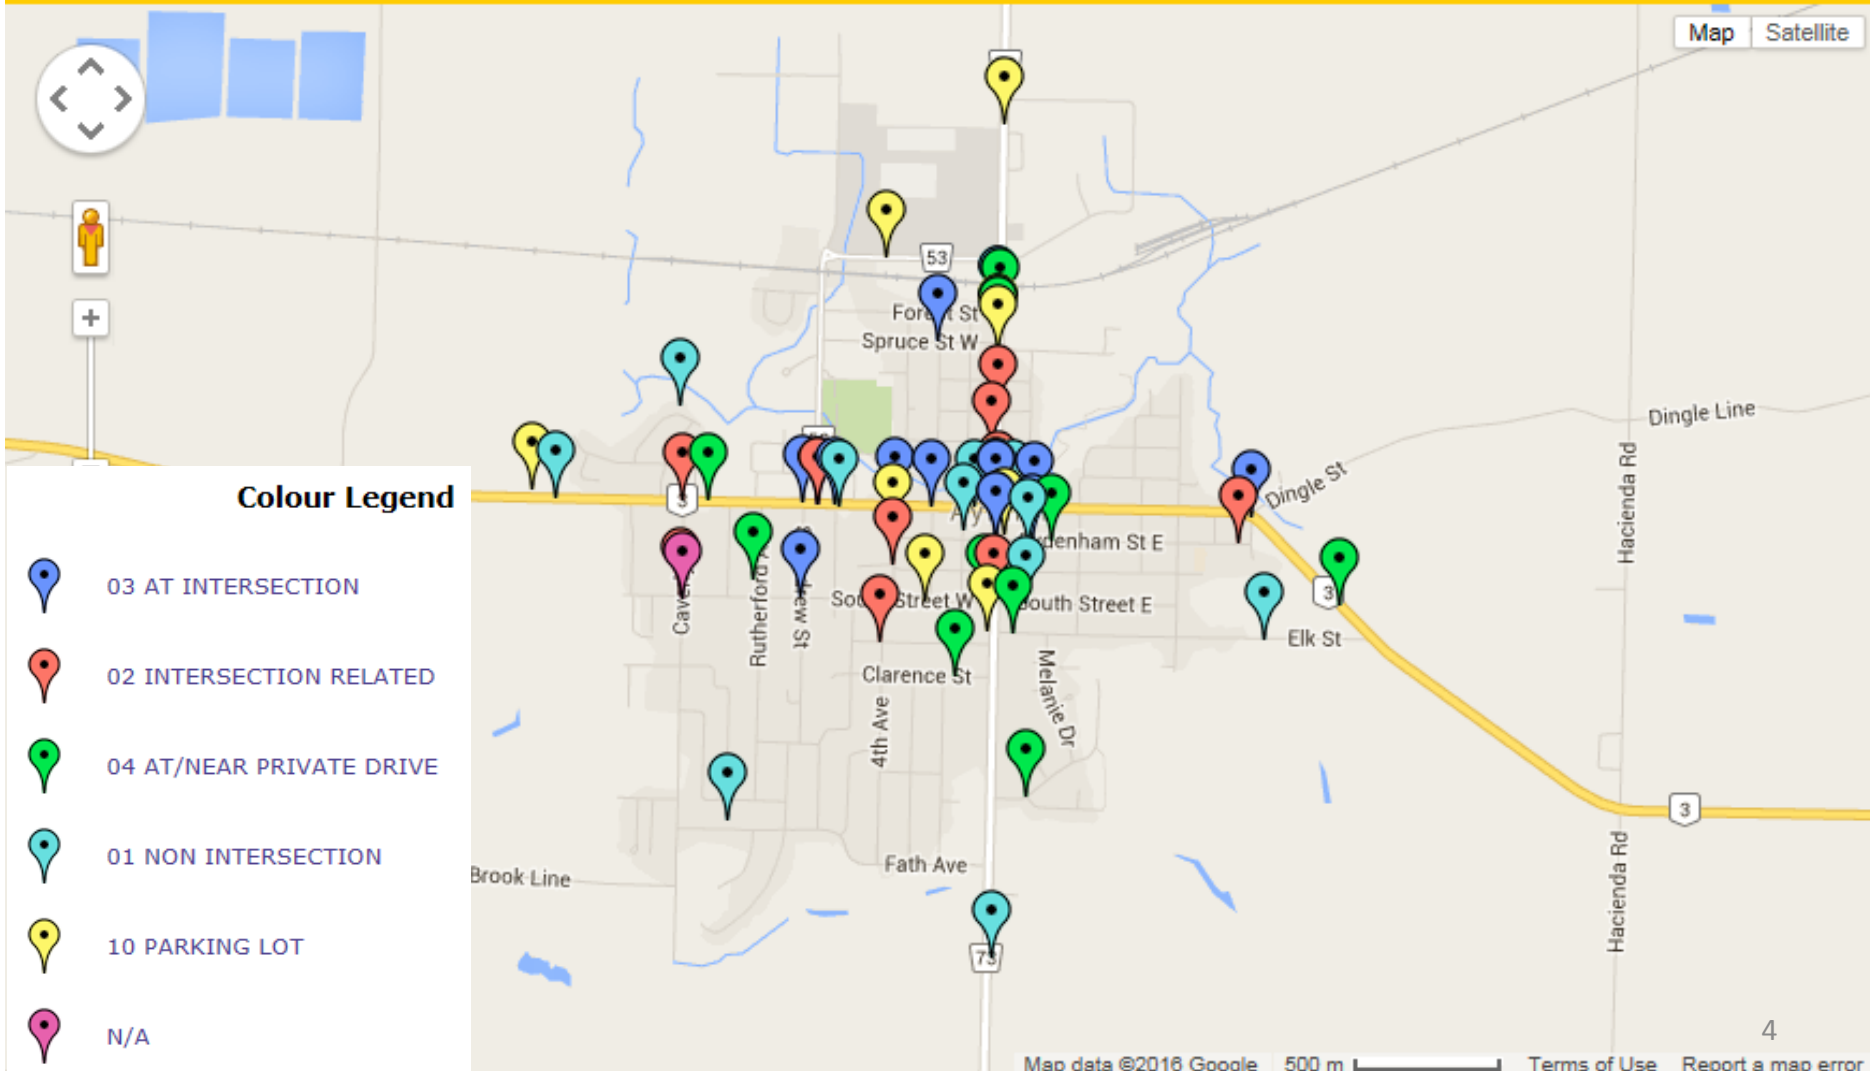 Map Satellite
53
Forest St
Spruce St W
Dingle Line
Hacienda Rd
Dingle St
Colour Legend
3
03 AT INTERSECTION
02 INTERSECTION RELATED
04 AT/NEAR PRIVATE DRIVE
01 NON INTERSECTION
10 PARKING LOT
N/A
Rutherford
South Street W
South Street E
3
Elk St
Clarence St
Melanie Dr
4th Ave
3
Fath Ave
Brook Line
Hacienda Rd
73
4
Map data ©2016 Google 500 m Terms of Use Report a map error